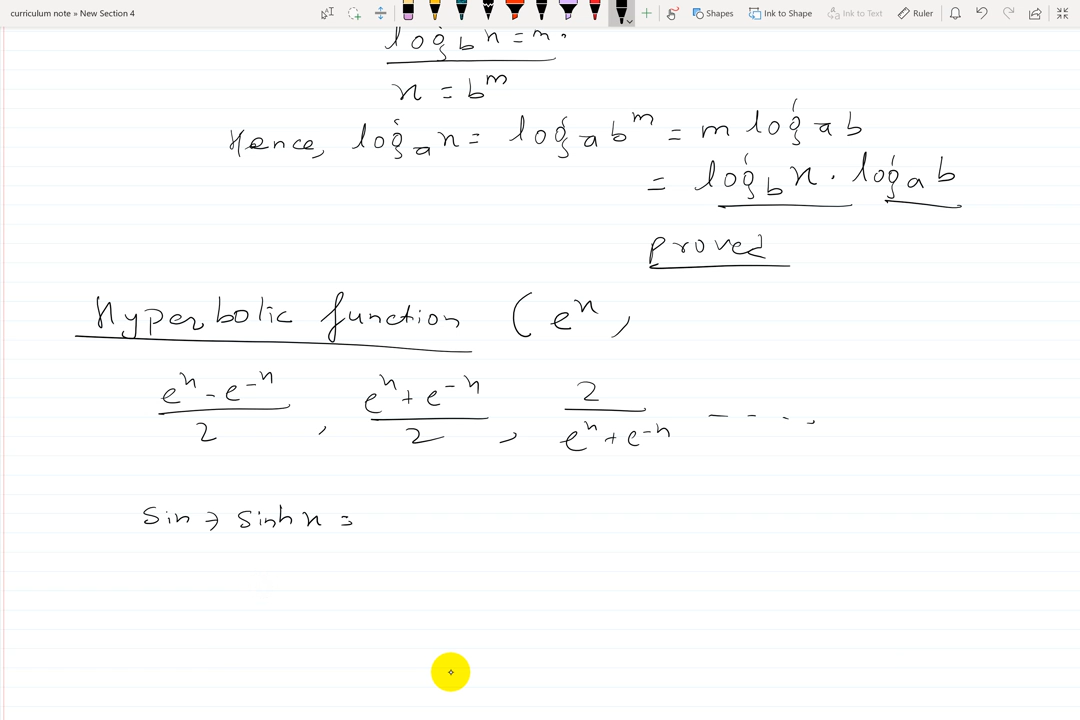 curriculum note » New Section 4
Shapes Ink to Shape Ink to Text Ruler
log_b x = m.
x = b^m
Hence, log_a x = log_a b^m = m log_a b
= log_b x . log_a b
proved
Hyperbolic function (e^x,
(e^x - e^-x)/2 , (e^x + e^-x)/2 , 2/(e^x + e^-x) - - - .,
Sin → Sinh x =